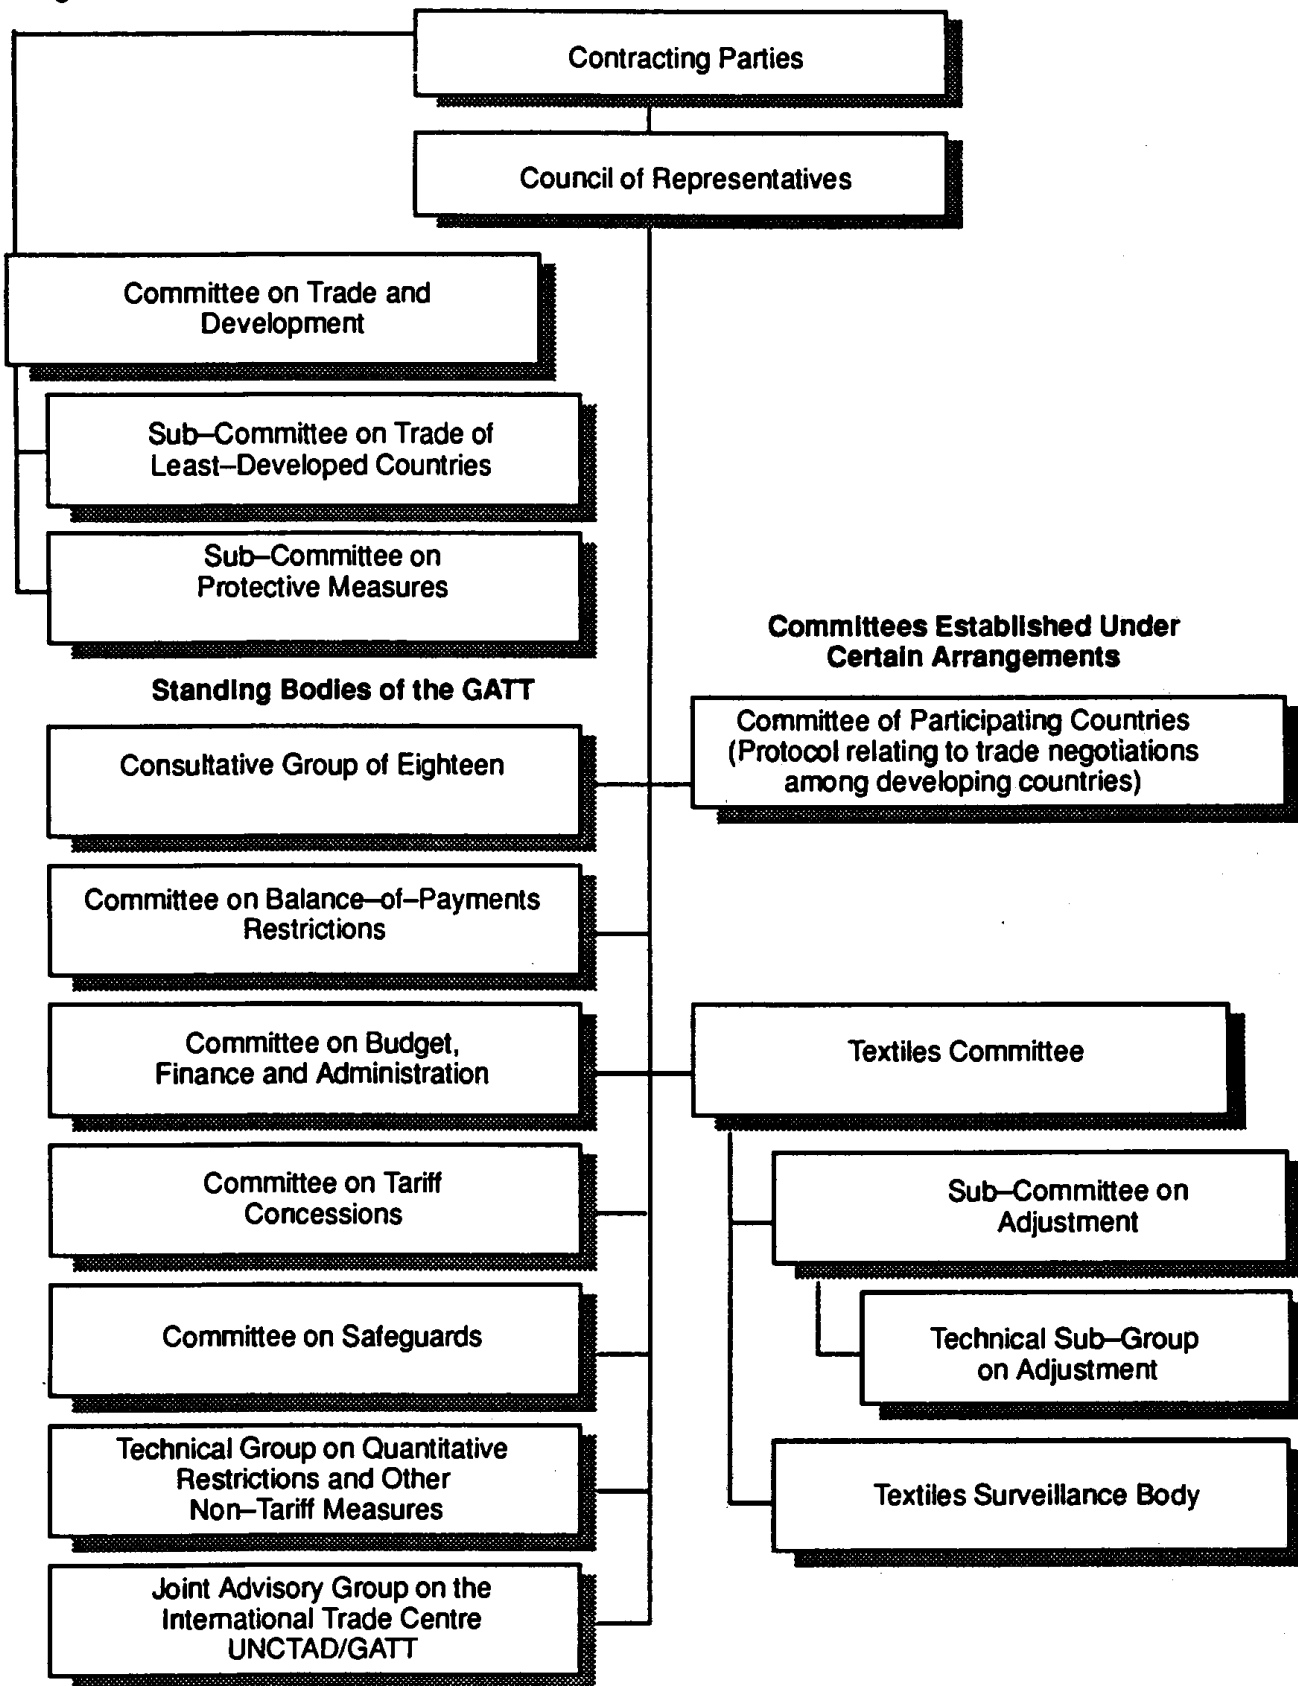 Contracting Parties
Council of Representatives
Committee on Trade and
Development
Sub–Committee on Trade of
Least–Developed Countries
Sub–Committee on
Protective Measures
Standing Bodies of the GATT
Consultative Group of Eighteen
Committee on Balance–of–Payments
Restrictions
Committee on Budget,
Finance and Administration
Committee on Tariff
Concessions
Committee on Safeguards
Technical Group on Quantitative
Restrictions and Other
Non–Tariff Measures
Joint Advisory Group on the
International Trade Centre
UNCTAD/GATT
Committees Established Under
Certain Arrangements
Committee of Participating Countries
(Protocol relating to trade negotiations
among developing countries)
Textiles Committee
Sub–Committee on
Adjustment
Technical Sub–Group
on Adjustment
Textiles Surveillance Body